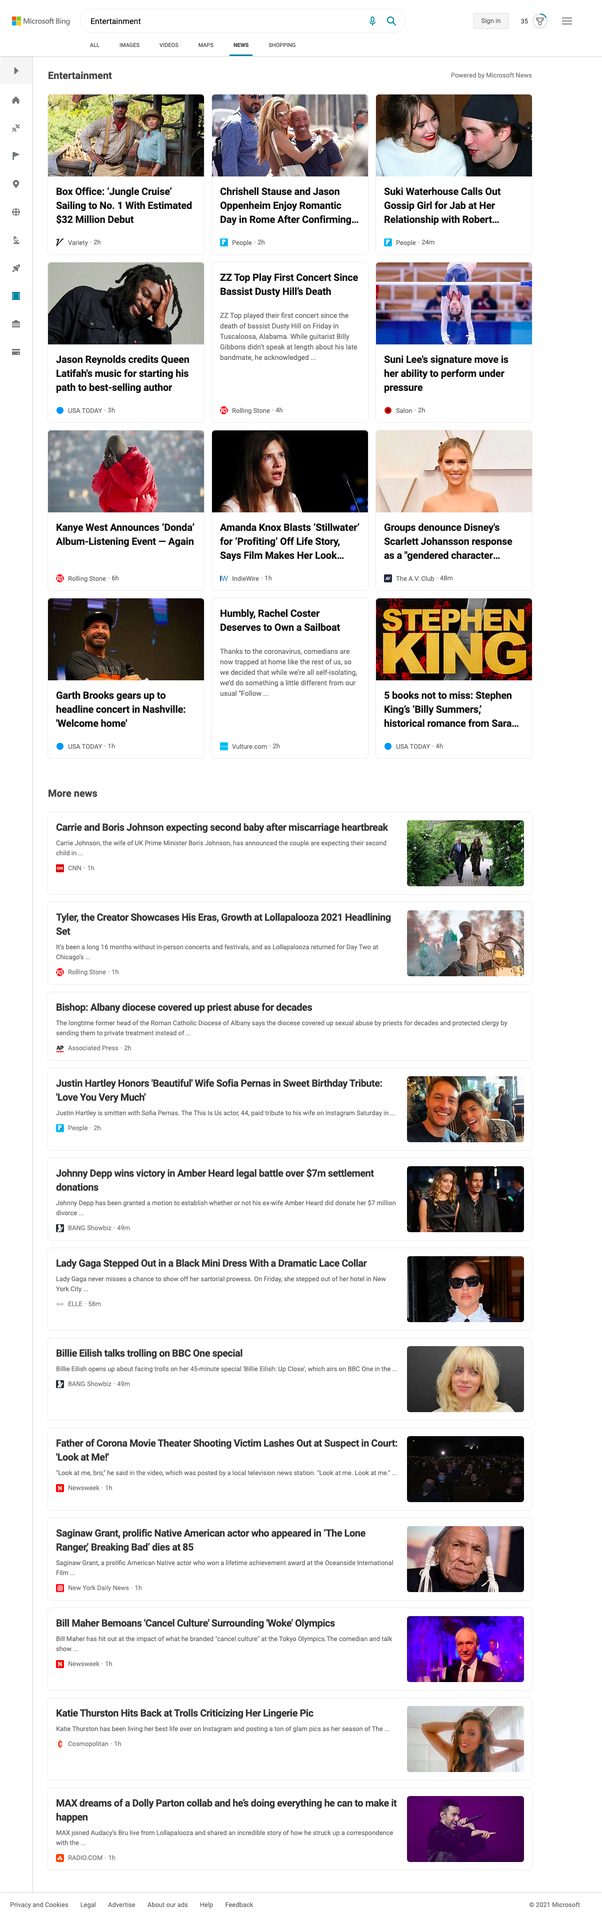 Microsoft Bing
Entertainment
Sign in
35
ALL IMAGES VIDEOS MAPS NEWS SHOPPING
Entertainment
Powered by Microsoft News
Box Office: ‘Jungle Cruise’
Sailing to No. 1 With Estimated
$32 Million Debut
Variety · 2h
Chrishell Stause and Jason
Oppenheim Enjoy Romantic
Day in Rome After Confirming...
People · 2h
Suki Waterhouse Calls Out
Gossip Girl for Jab at Her
Relationship with Robert...
People · 24m
Jason Reynolds credits Queen
Latifah's music for starting his
path to best-selling author
USA TODAY · 3h
ZZ Top Play First Concert Since
Bassist Dusty Hill’s Death
ZZ Top played their first concert since the
death of bassist Dusty Hill on Friday in
Tuscaloosa, Alabama. While guitarist Billy
Gibbons didn’t speak at length about his late
bandmate, he acknowledged ...
Rolling Stone · 4h
Suni Lee’s signature move is
her ability to perform under
pressure
Salon · 2h
Kanye West Announces ‘Donda’
Album-Listening Event — Again
Rolling Stone · 6h
Amanda Knox Blasts ‘Stillwater’
for ‘Profiting’ Off Life Story,
Says Film Makes Her Look...
IndieWire · 1h
Groups denounce Disney's
Scarlett Johansson response
as a "gendered character...
The A.V. Club · 48m
Garth Brooks gears up to
headline concert in Nashville:
'Welcome home'
USA TODAY · 1h
Humbly, Rachel Coster
Deserves to Own a Sailboat
Thanks to the coronavirus, comedians are
now trapped at home like the rest of us, so
we decided that while we’re all self-isolating,
we’d do something a little different from our
usual “Follow ...
Vulture.com · 2h
STEPHEN
KING
5 books not to miss: Stephen
King’s ‘Billy Summers,’
historical romance from Sara...
USA TODAY · 4h
More news
Carrie and Boris Johnson expecting second baby after miscarriage heartbreak
Carrie Johnson, the wife of UK Prime Minister Boris Johnson, has announced the couple are expecting their second
child in ...
CNN · 1h
Tyler, the Creator Showcases His Eras, Growth at Lollapalooza 2021 Headlining
Set
It’s been a long 16 months without in-person concerts and festivals, and as Lollapalooza returned for Day Two at
Chicago’s ...
Rolling Stone · 1h
Bishop: Albany diocese covered up priest abuse for decades
The longtime former head of the Roman Catholic Diocese of Albany says the diocese covered up sexual abuse by priests for decades and protected clergy by
sending them to private treatment instead of ...
AP Associated Press · 2h
Justin Hartley Honors 'Beautiful' Wife Sofia Pernas in Sweet Birthday Tribute:
'Love You Very Much'
Justin Hartley is smitten with Sofia Pernas. The This Is Us actor, 44, paid tribute to his wife on Instagram Saturday in ...
People · 2h
Johnny Depp wins victory in Amber Heard legal battle over $7m settlement
donations
Johnny Depp has been granted a motion to establish whether or not his ex-wife Amber Heard did donate her $7 million
divorce ...
BANG Showbiz · 49m
Lady Gaga Stepped Out in a Black Mini Dress With a Dramatic Lace Collar
Lady Gaga never misses a chance to show off her sartorial prowess. On Friday, she stepped out of her hotel in New
York City ...
ELLE · 58m
Billie Eilish talks trolling on BBC One special
Billie Eilish opens up about facing trolls on her 45-minute special 'Billie Eilish: Up Close', which airs on BBC One in the ...
BANG Showbiz · 49m
Father of Corona Movie Theater Shooting Victim Lashes Out at Suspect in Court:
'Look at Me!'
"Look at me, bro," he said in the video, which was posted by a local television news station. "Look at me. Look at me." ...
Newsweek · 1h
Saginaw Grant, prolific Native American actor who appeared in ‘The Lone
Ranger,’ Breaking Bad’ dies at 85
Saginaw Grant, a prolific American Native actor who won a lifetime achievement award at the Oceanside International
Film ...
New York Daily News · 1h
Bill Maher Bemoans 'Cancel Culture' Surrounding 'Woke' Olympics
Bill Maher has hit out at the impact of what he branded "cancel culture" at the Tokyo Olympics.The comedian and talk
show ...
Newsweek · 1h
Katie Thurston Hits Back at Trolls Criticizing Her Lingerie Pic
Katie Thurston has been living her best life over on Instagram and posting a ton of glam pics as her season of The ...
Cosmopolitan · 1h
MAX dreams of a Dolly Parton collab and he’s doing everything he can to make it
happen
MAX joined Audacy’s Bru live from Lollapalooza and shared an incredible story of how he struck up a correspondence
with the ...
RADIO.COM · 1h
Privacy and Cookies Legal Advertise About our ads Help Feedback
© 2021 Microsoft